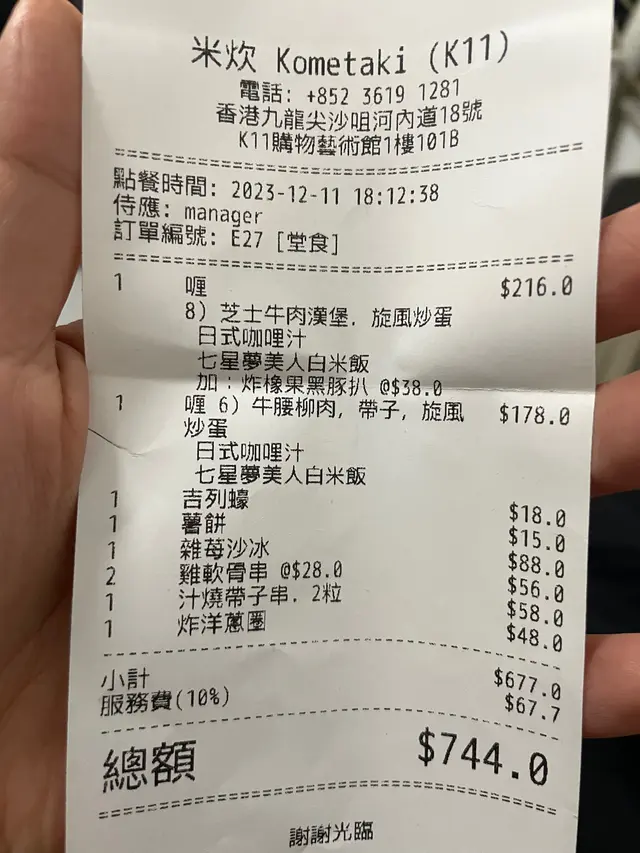 米炊 Kometaki (K11)
電話: +852 3619 1281
香港九龍尖沙咀河內道18號
K11購物藝術館1樓101B
點餐時間: 2023-12-11 18:12:38
侍應: manager
訂單編號: E27 [堂食]
1 喱 $216.0
8) 芝士牛肉漢堡, 旋風炒蛋
日式咖哩汁
七星夢美人白米飯
加：炸橡果黑豚扒 @$38.0
1 喱 6) 牛腰柳肉, 帶子, 旋風 $178.0
炒蛋
日式咖哩汁
七星夢美人白米飯
1 吉列蠔 $18.0
1 薯餅 $15.0
1 雜莓沙冰 $88.0
2 雞軟骨串 @$28.0 $56.0
1 汁燒帶子串. 2粒 $58.0
1 炸洋蔥圈 $48.0
小計 $677.0
服務費(10%) $67.7
總額 $744.0
謝謝光臨